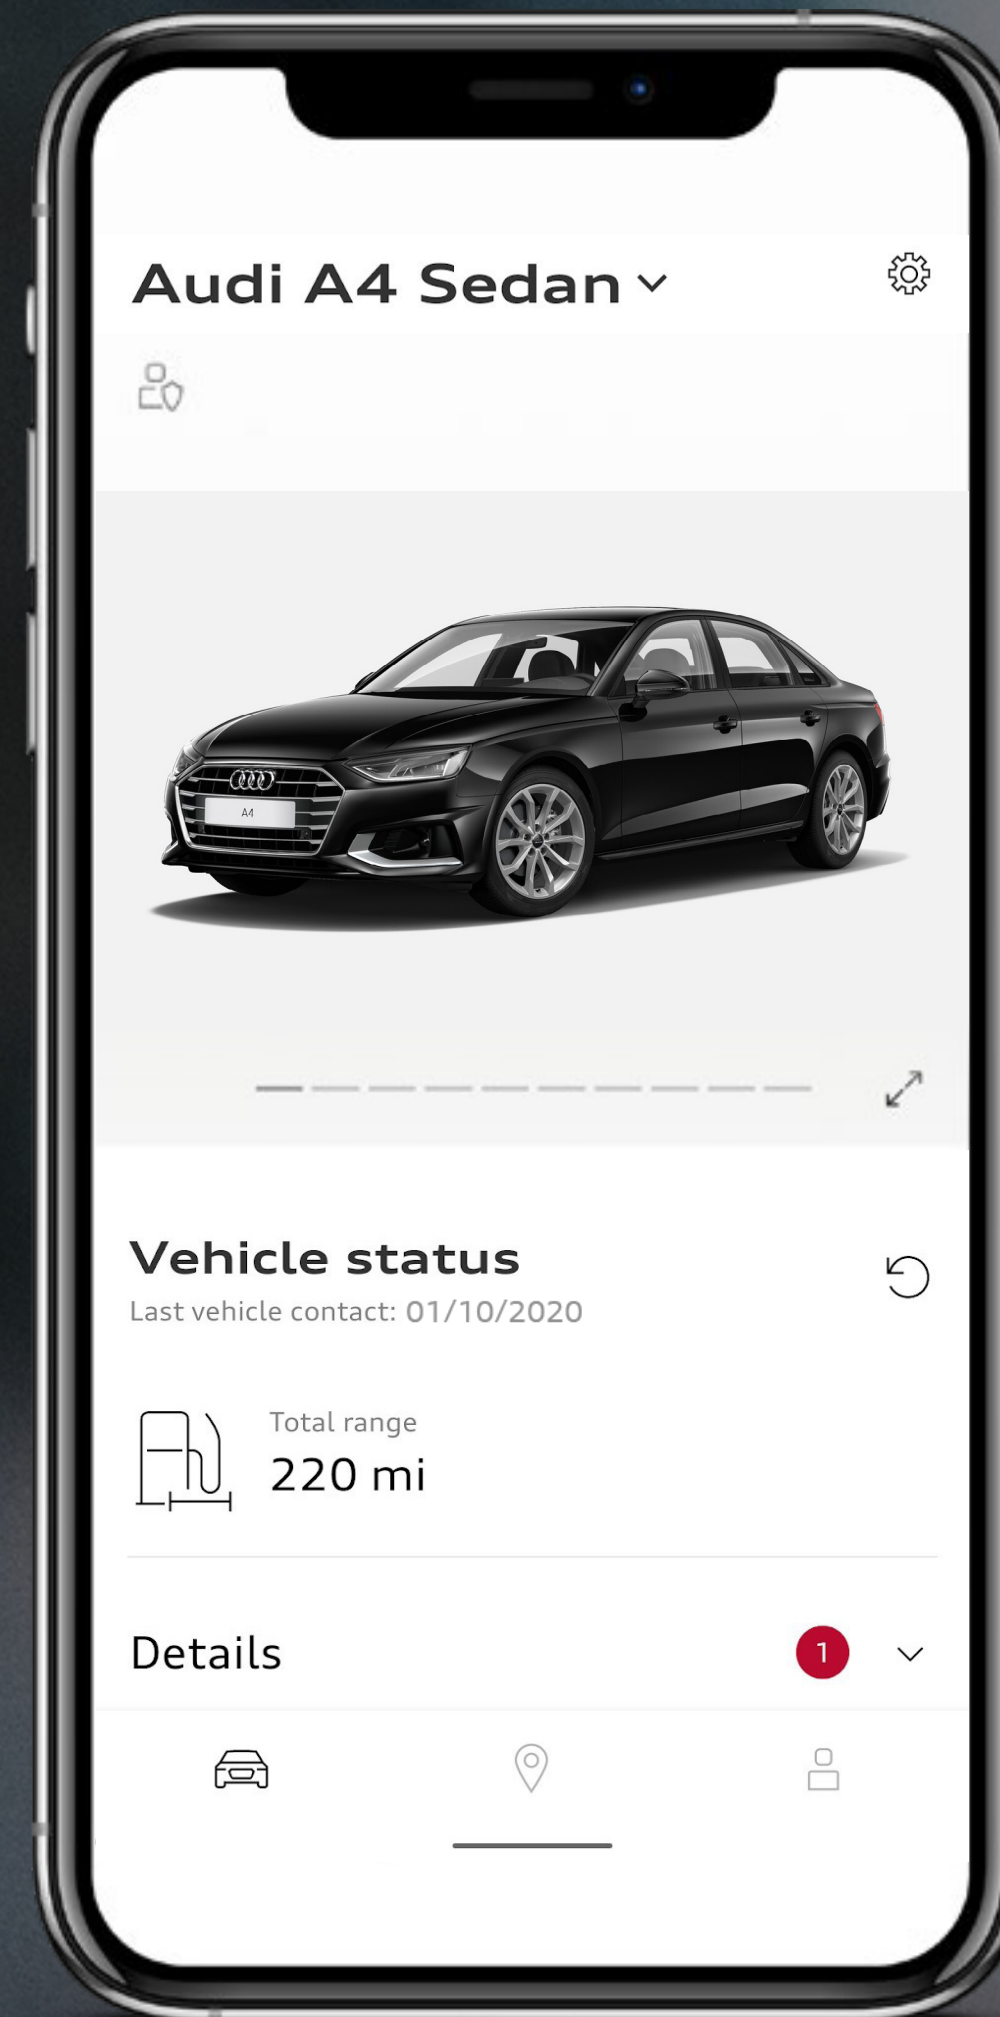 Audi A4 Sedan
A4
Vehicle status
Last vehicle contact: 01/10/2020
Total range
220 mi
Details
1